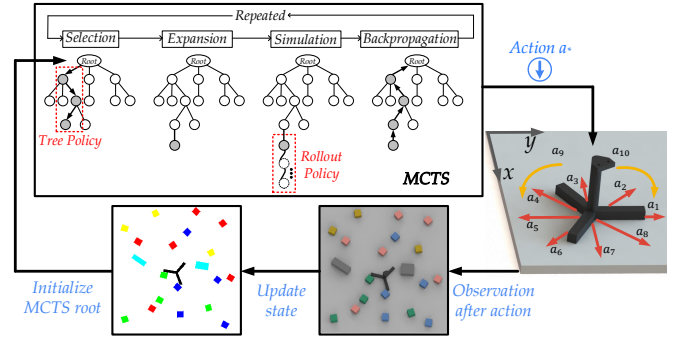 Repeated
Selection
Expansion
Simulation
Backpropagation
Root
Root
Root
Root
Tree Policy
Rollout
Policy
MCTS
Action a*
y
x
a9
a10
a3
a2
a4
a1
a5
a8
a6
a7
Initialize
MCTS root
Update
state
Observation
after action